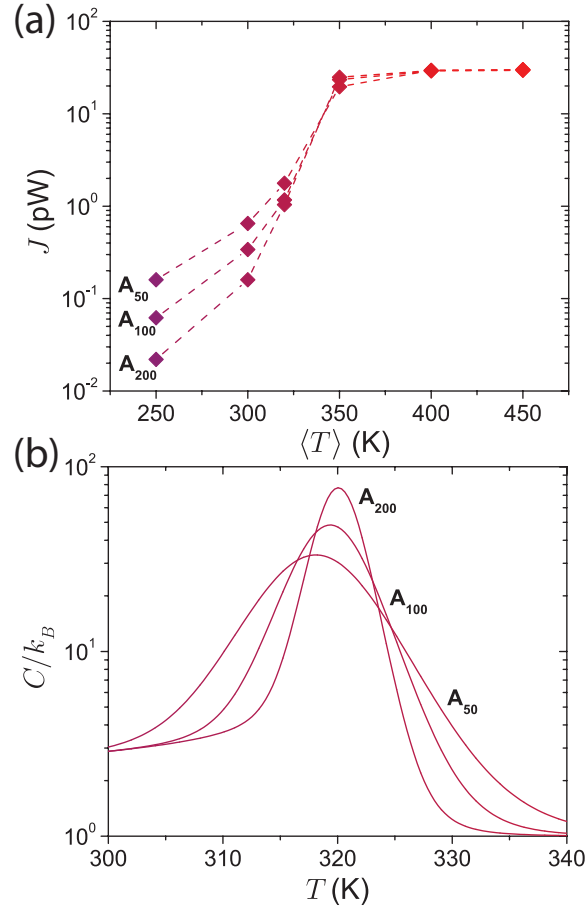 (a)
10²
10¹
10⁰
10⁻¹
10⁻²
J (pW)
A₅₀
A₁₀₀
A₂₀₀
250 300 350 400 450
⟨T⟩ (K)
(b)
10²
10¹
10⁰
C/k_B
A₂₀₀
A₁₀₀
A₅₀
300 310 320 330 340
T (K)